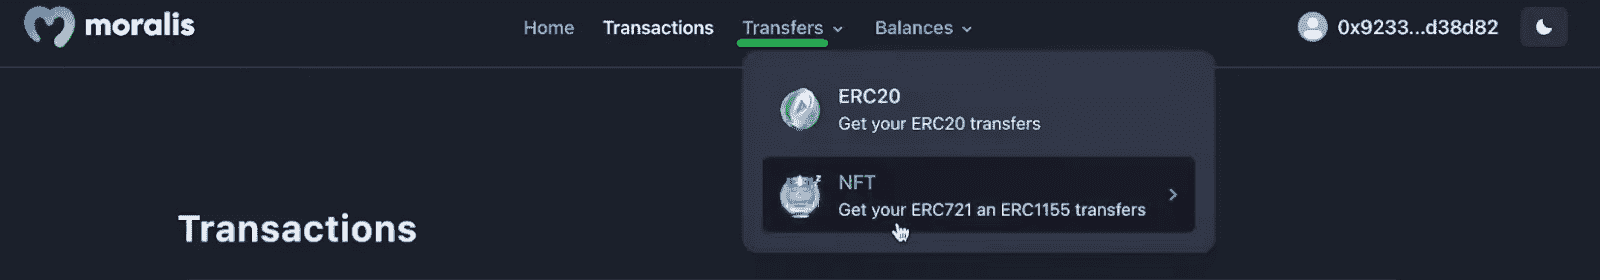 moralis
Home Transactions Transfers Balances 0x9233...d38d82
ERC20
Get your ERC20 transfers
NFT
Get your ERC721 an ERC1155 transfers
Transactions